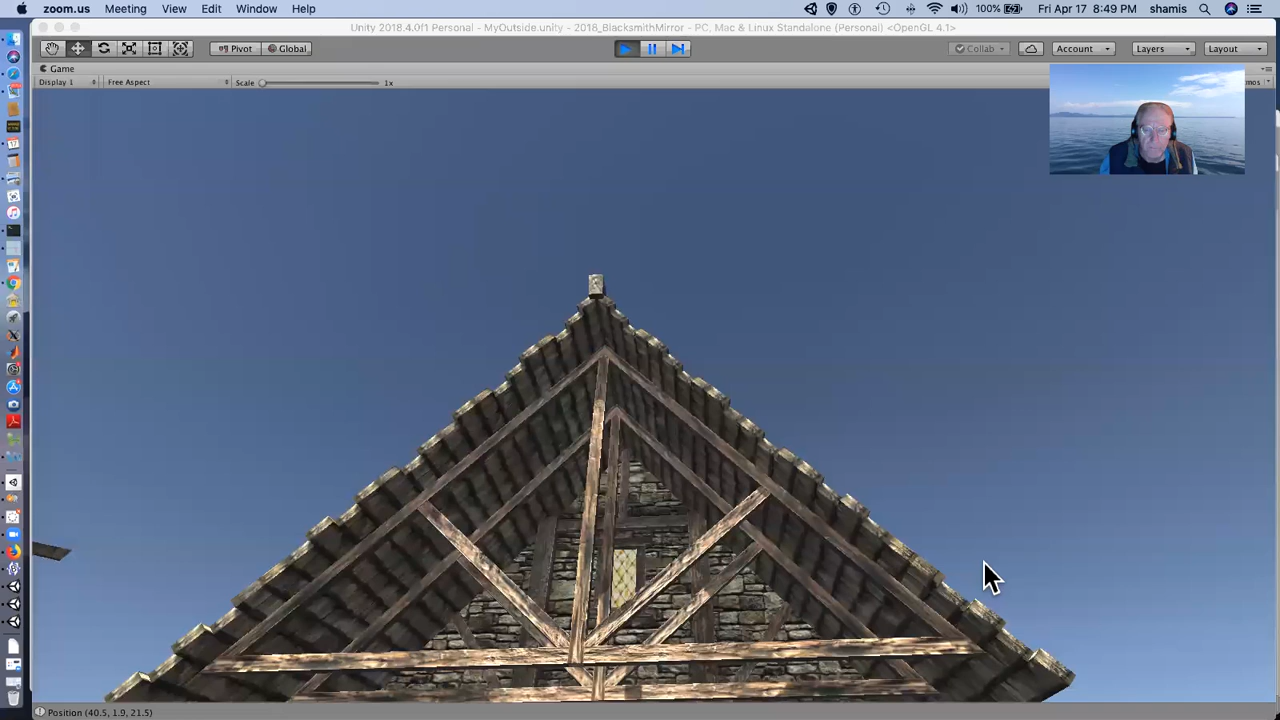 zoom.us Meeting View Edit Window Help 100% Fri Apr 17 8:49 PM shamis
Unity 2018.4.0f1 Personal - MyOutside.unity - 2016_BlacksmithMirror - PC, Mac & Linux Standalone (Personal) <OpenGL 4.1>
Pivot Global Collab Account Layers Layout
Game
Display 1 Free Aspect Scale 1x
Position (40.5, 1.9, 21.5)